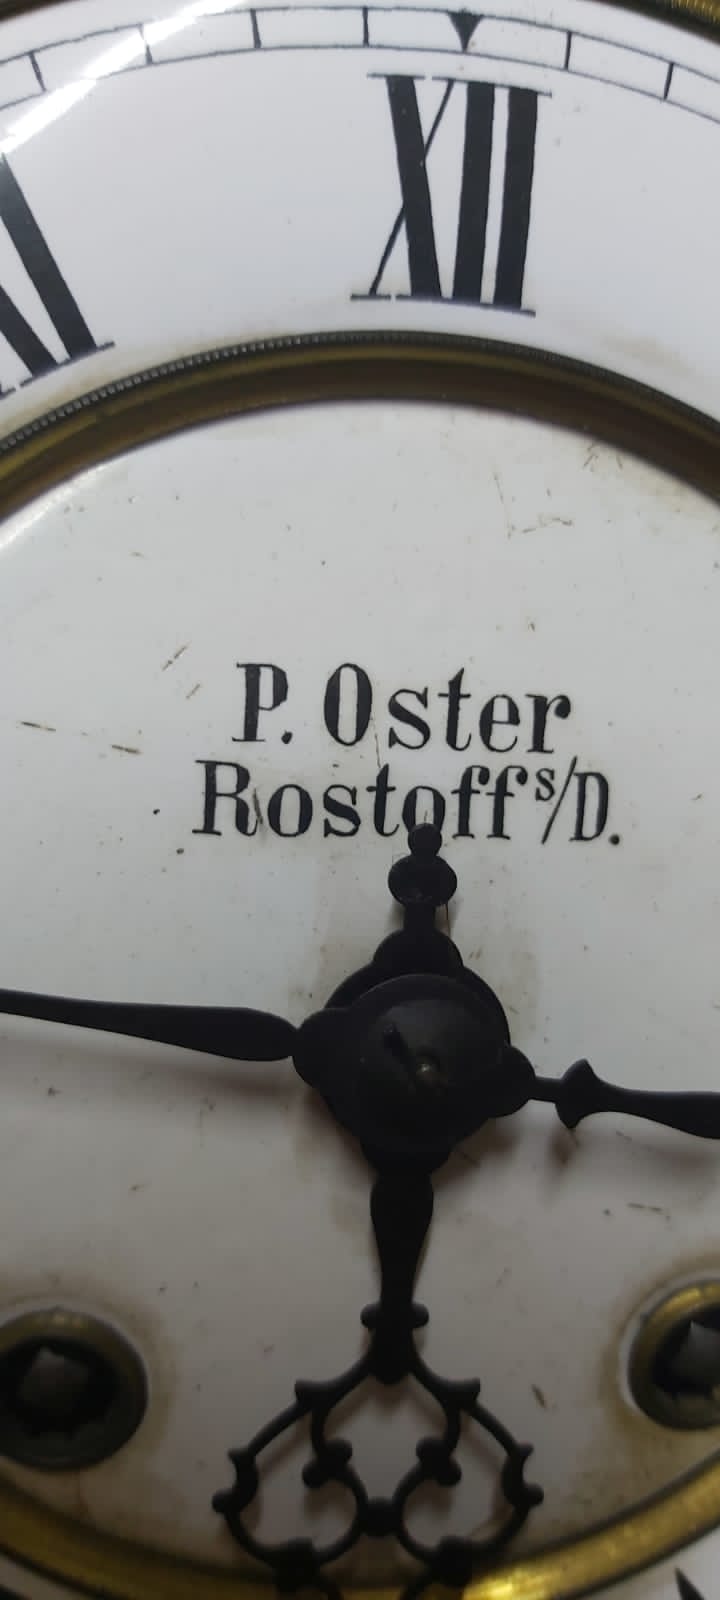 XII
P. Oster
Rostoff s/D.